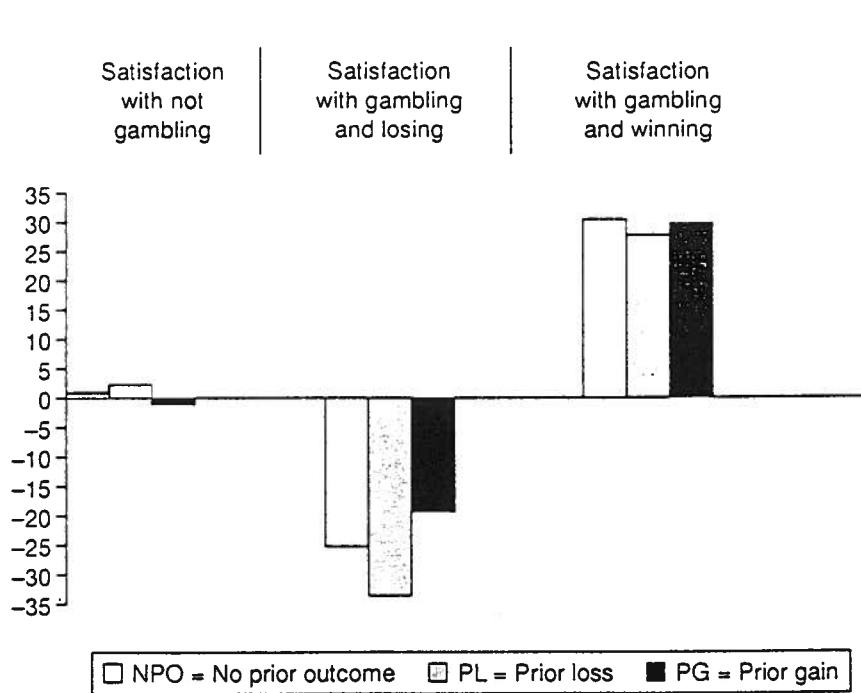 Satisfaction
with not
gambling
Satisfaction
with gambling
and losing
Satisfaction
with gambling
and winning
35
30
25
20
15
10
5
0
−5
−10
−15
−20
−25
−30
−35
NPO = No prior outcome PL = Prior loss PG = Prior gain